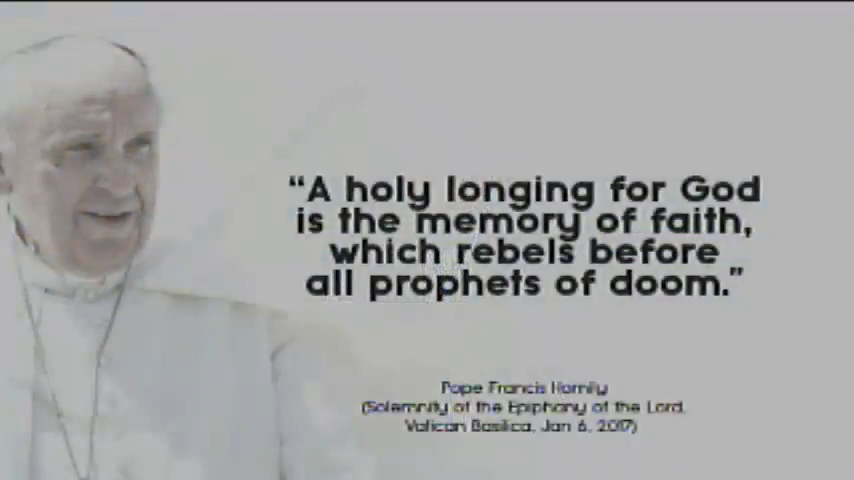 “A holy longing for God
is the memory of faith,
which rebels before
all prophets of doom.”
Pope Francis Homily
(Solemnity of the Epiphany of the Lord,
Vatican Basilica, Jan 6, 2017)